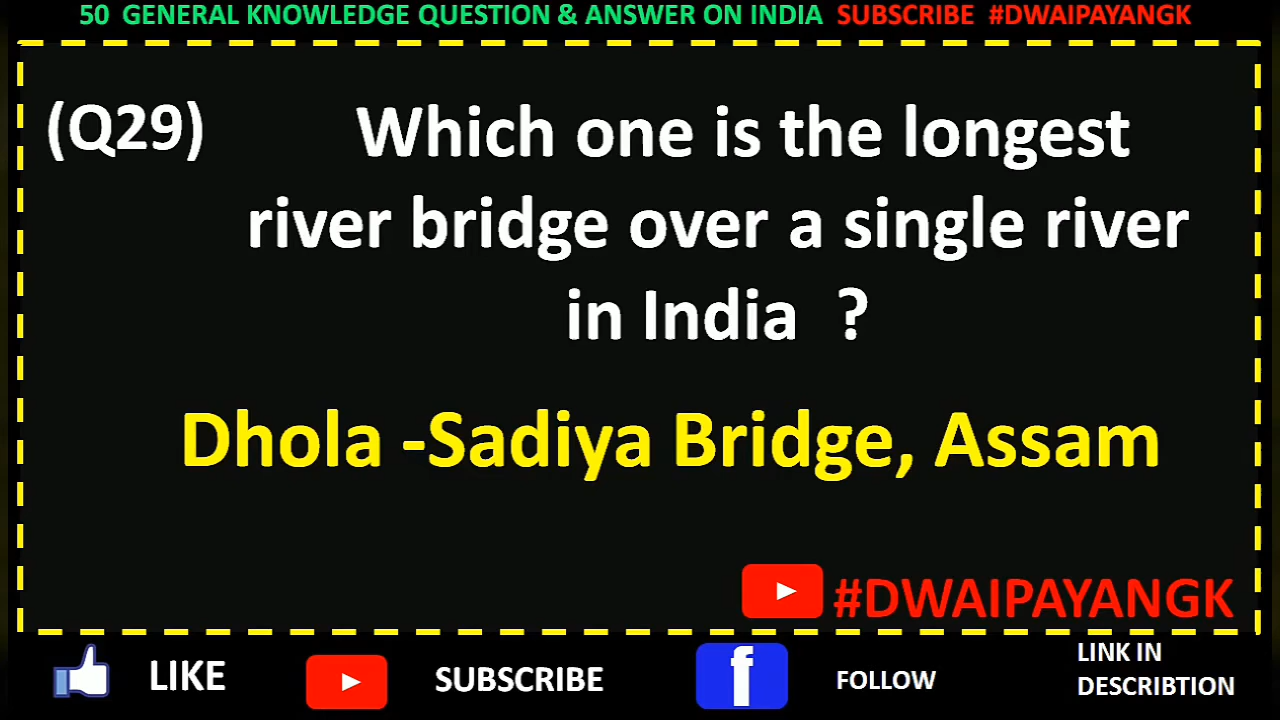 50 GENERAL KNOWLEDGE QUESTION & ANSWER ON INDIA SUBSCRIBE #DWAIPAYANGK
(Q29) Which one is the longest
river bridge over a single river
in India ?
Dhola -Sadiya Bridge, Assam
#DWAIPAYANGK
LIKE SUBSCRIBE f FOLLOW LINK IN
DESCRIBTION